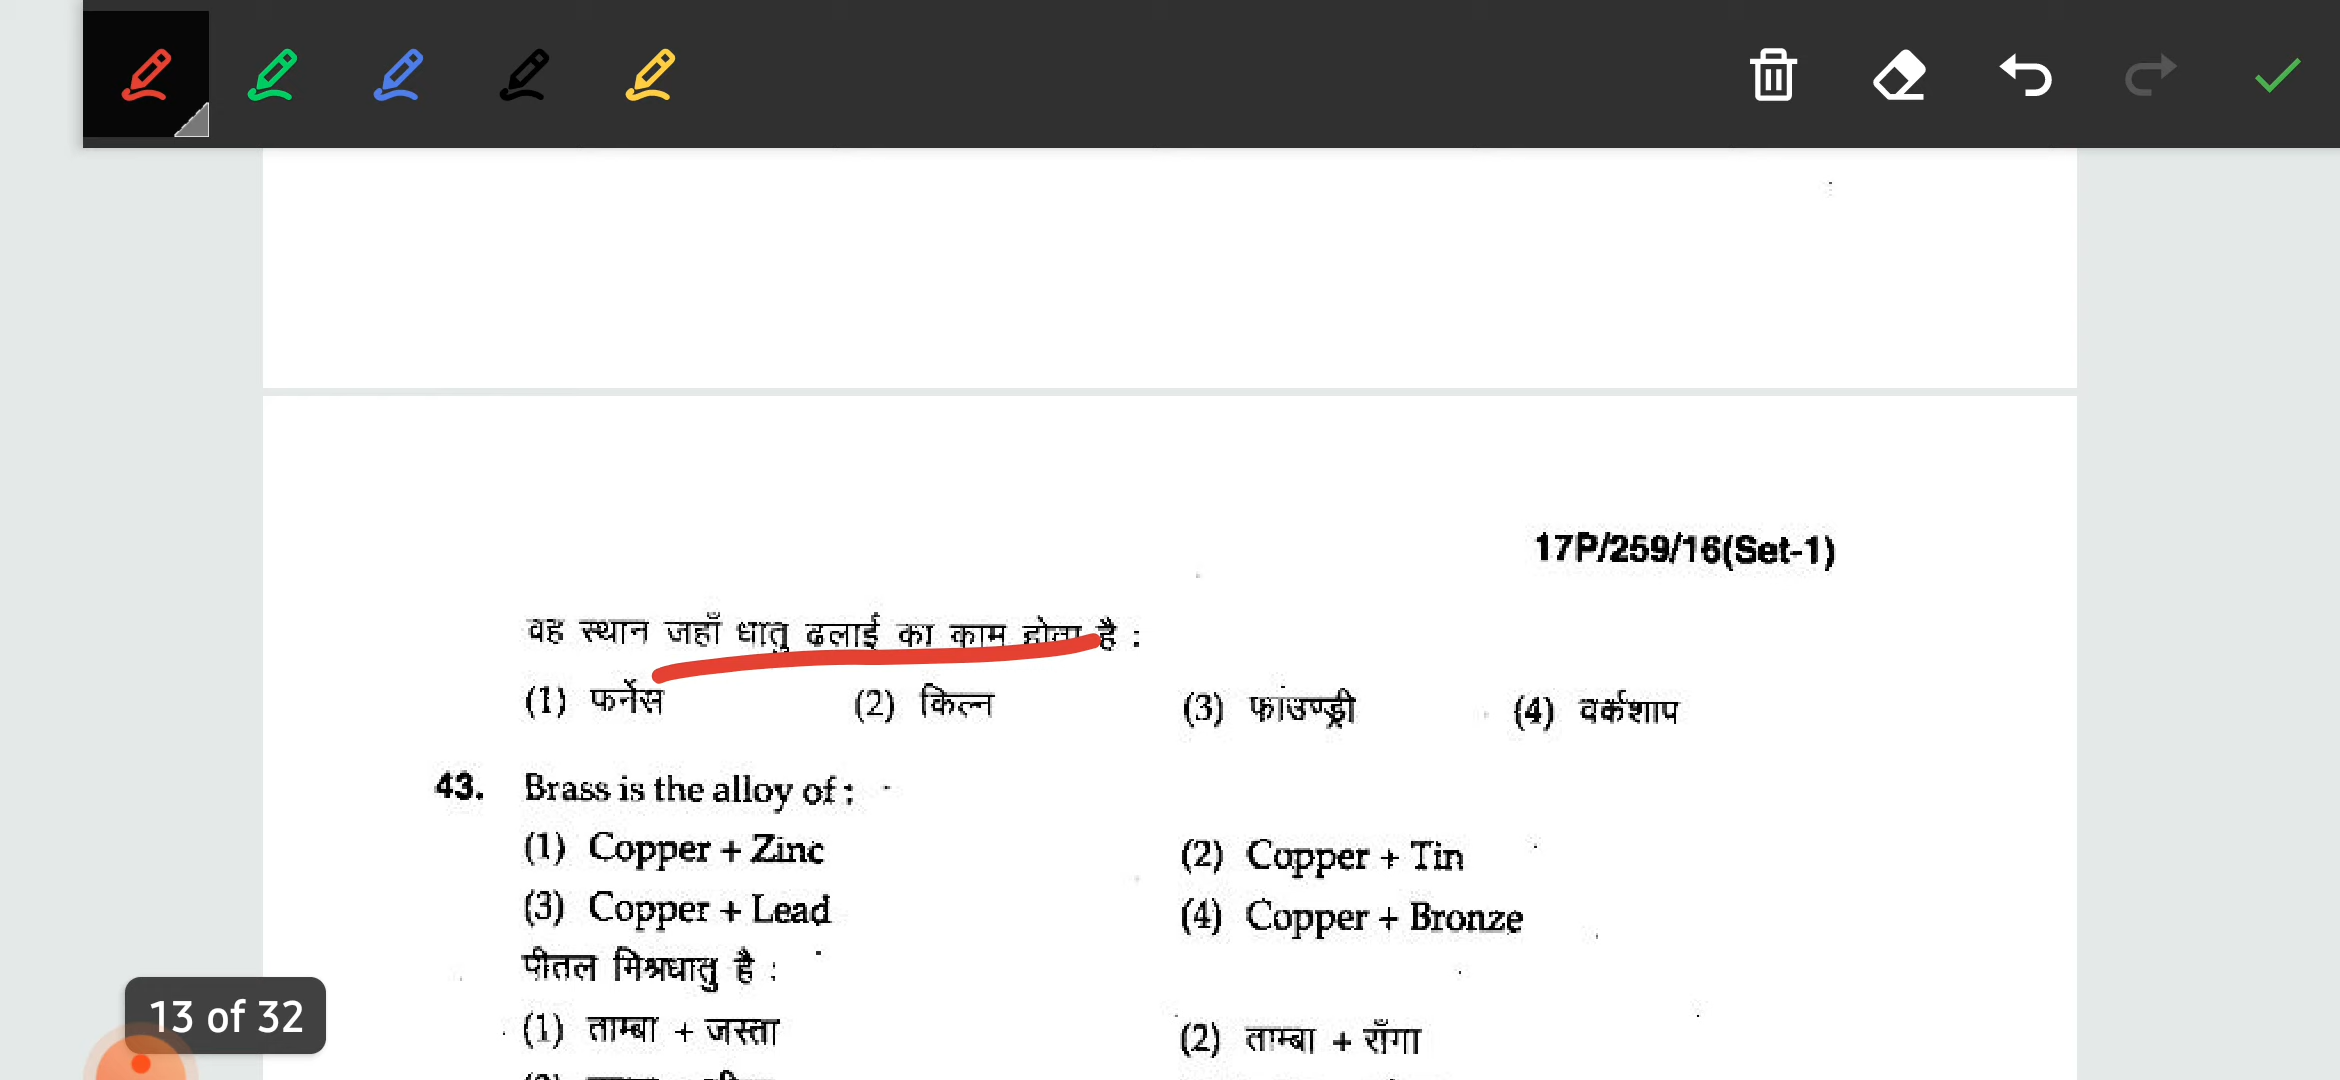 17P/259/16(Set-1)
वह स्थान जहाँ धातु ढलाई का काम होता है :
(1) फर्नेस (2) किल्न (3) फाउण्ड्री (4) वर्कशाप
43. Brass is the alloy of :
(1) Copper + Zinc (2) Copper + Tin
(3) Copper + Lead (4) Copper + Bronze
पीतल मिश्रधातु है :
(1) ताम्बा + जस्ता (2) ताम्बा + राँगा
13 of 32